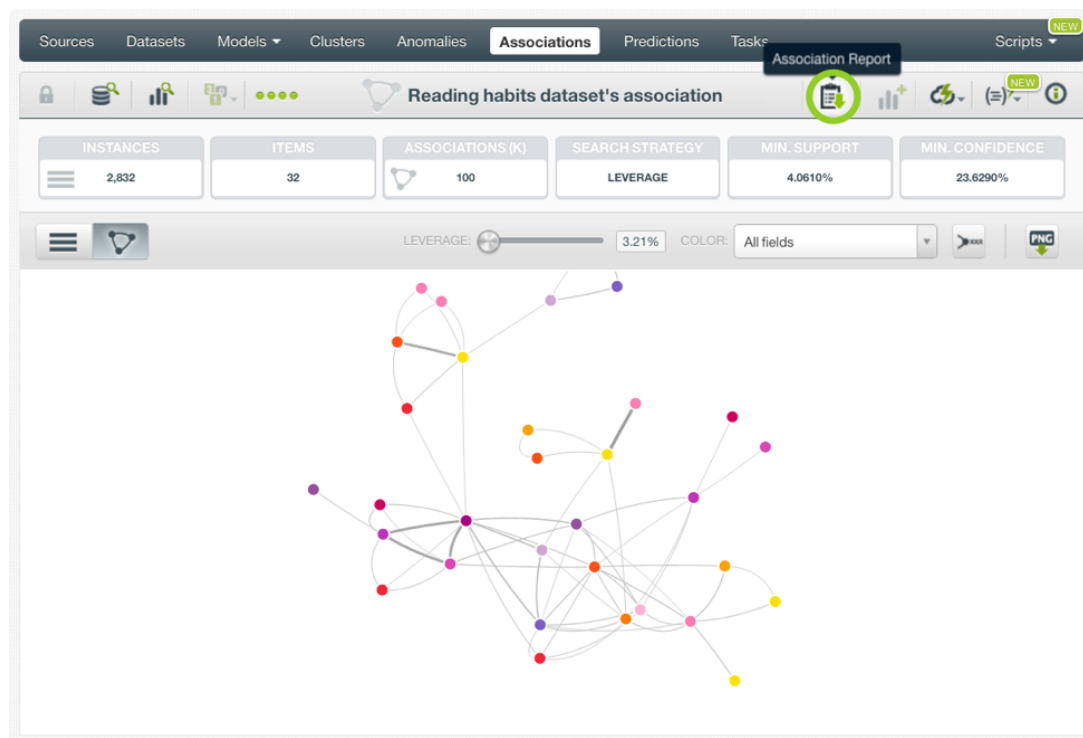 NEW
Sources Datasets Models Clusters Anomalies Associations Predictions Tasks Scripts
Association Report
Reading habits dataset's association
NEW
INSTANCES ITEMS ASSOCIATIONS (K) SEARCH STRATEGY MIN. SUPPORT MIN. CONFIDENCE
2,832 32 100 LEVERAGE 4.0610% 23.6290%
LEVERAGE: 3.21% COLOR: All fields
XXX
PNG